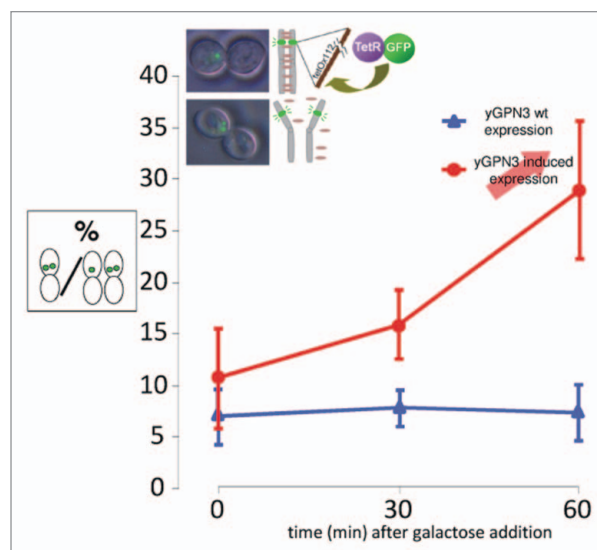 tetOx112
TetR
GFP
40
35
30
25
20
15
10
5
0
yGPN3 wt
expression
yGPN3 induced
expression
%
0 30 60
time (min) after galactose addition